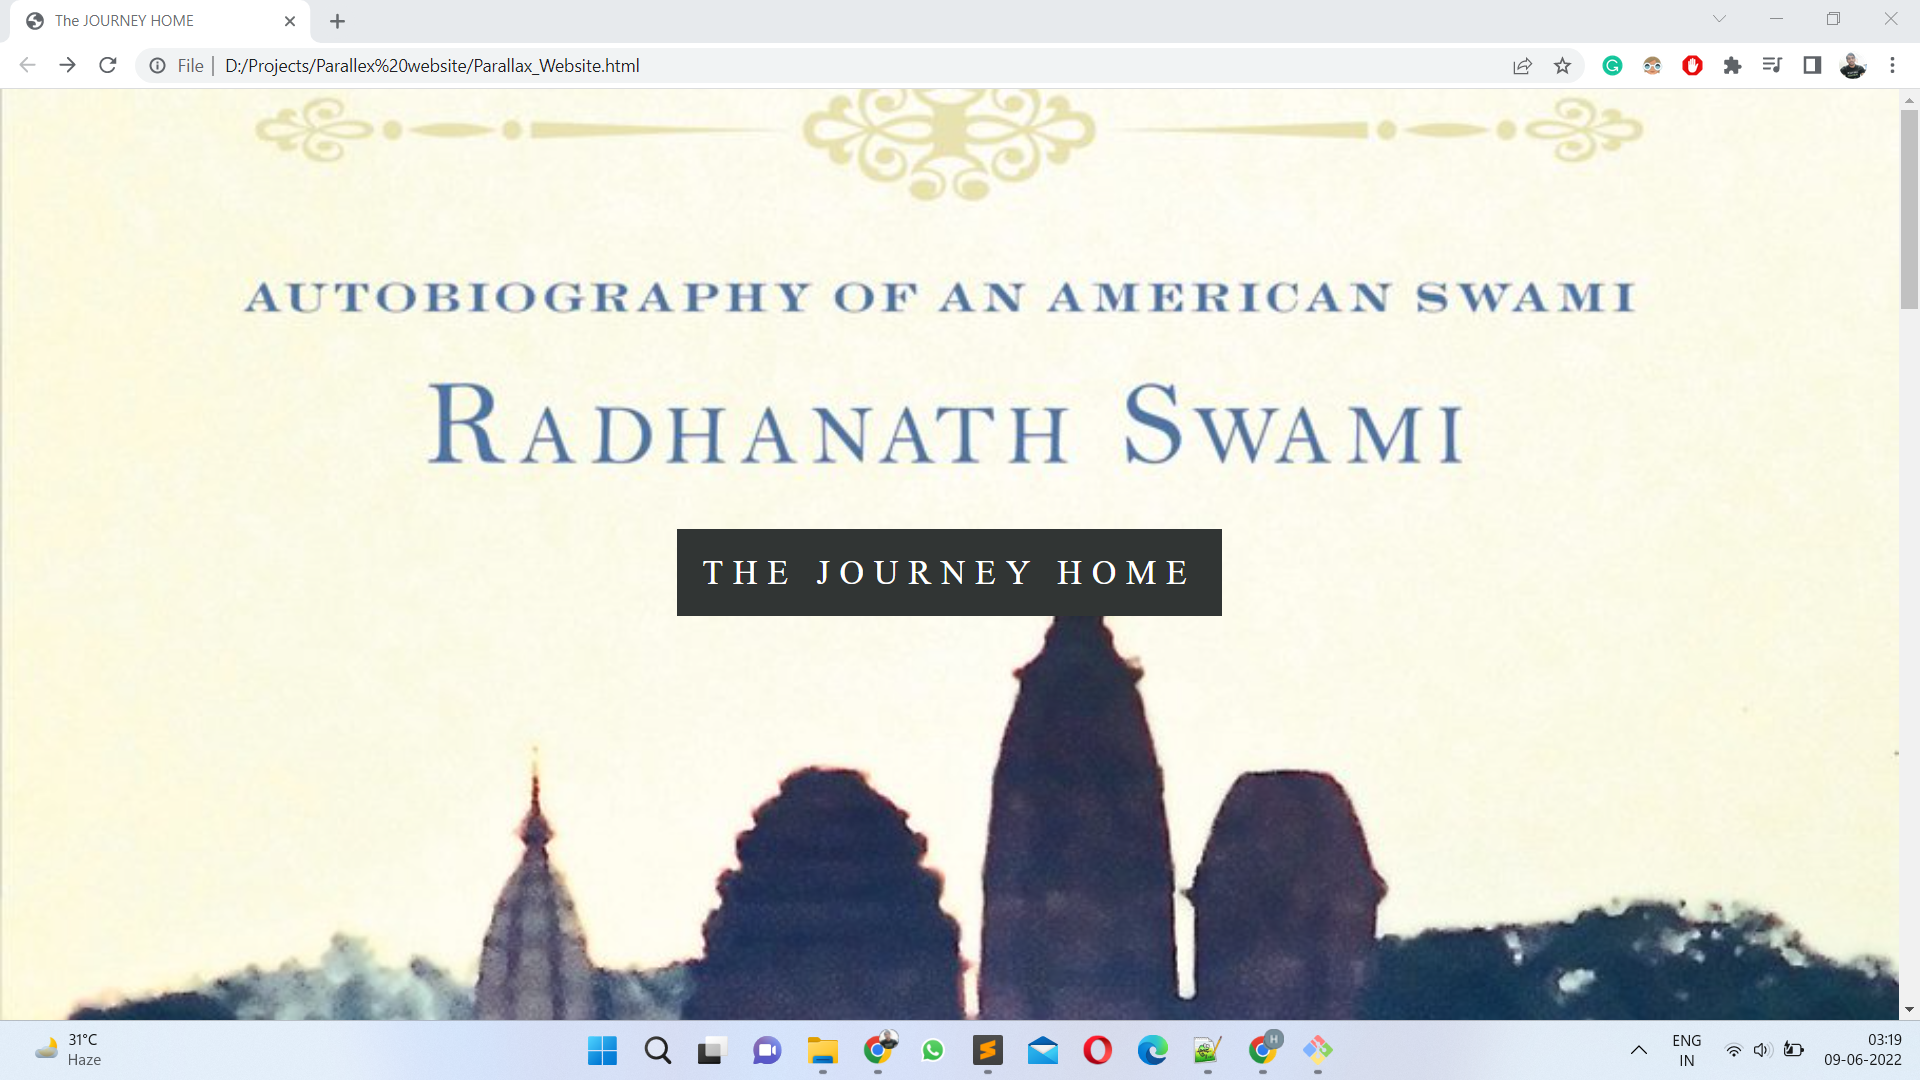 The JOURNEY HOME
File | D:/Projects/Parallex%20website/Parallax_Website.html
AUTOBIOGRAPHY OF AN AMERICAN SWAMI
RADHANATH SWAMI
THE JOURNEY HOME
31°C
Haze
H
ENG
IN
03:19
09-06-2022